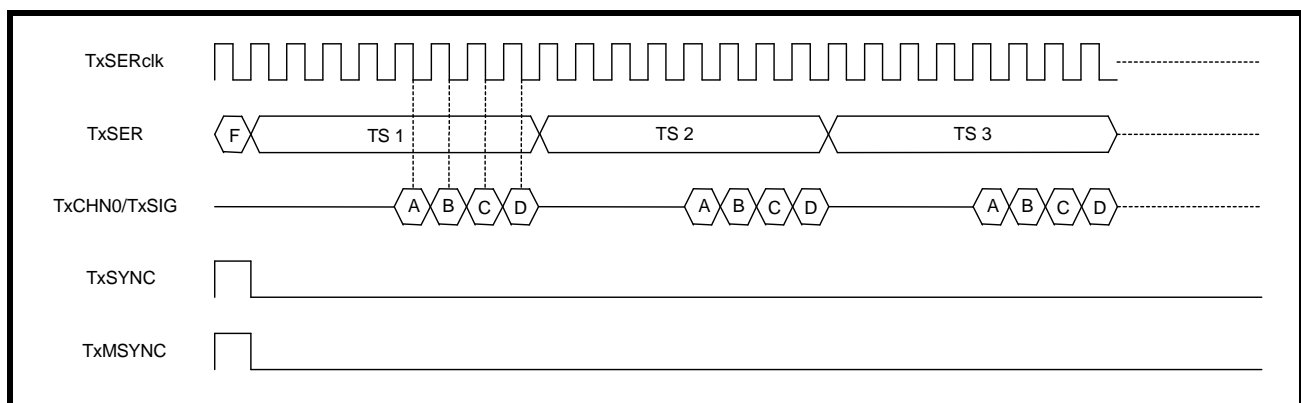 TxSERclk
TxSER F TS 1 TS 2 TS 3
TxCHN0/TxSIG A B C D A B C D A B C D
TxSYNC
TxMSYNC